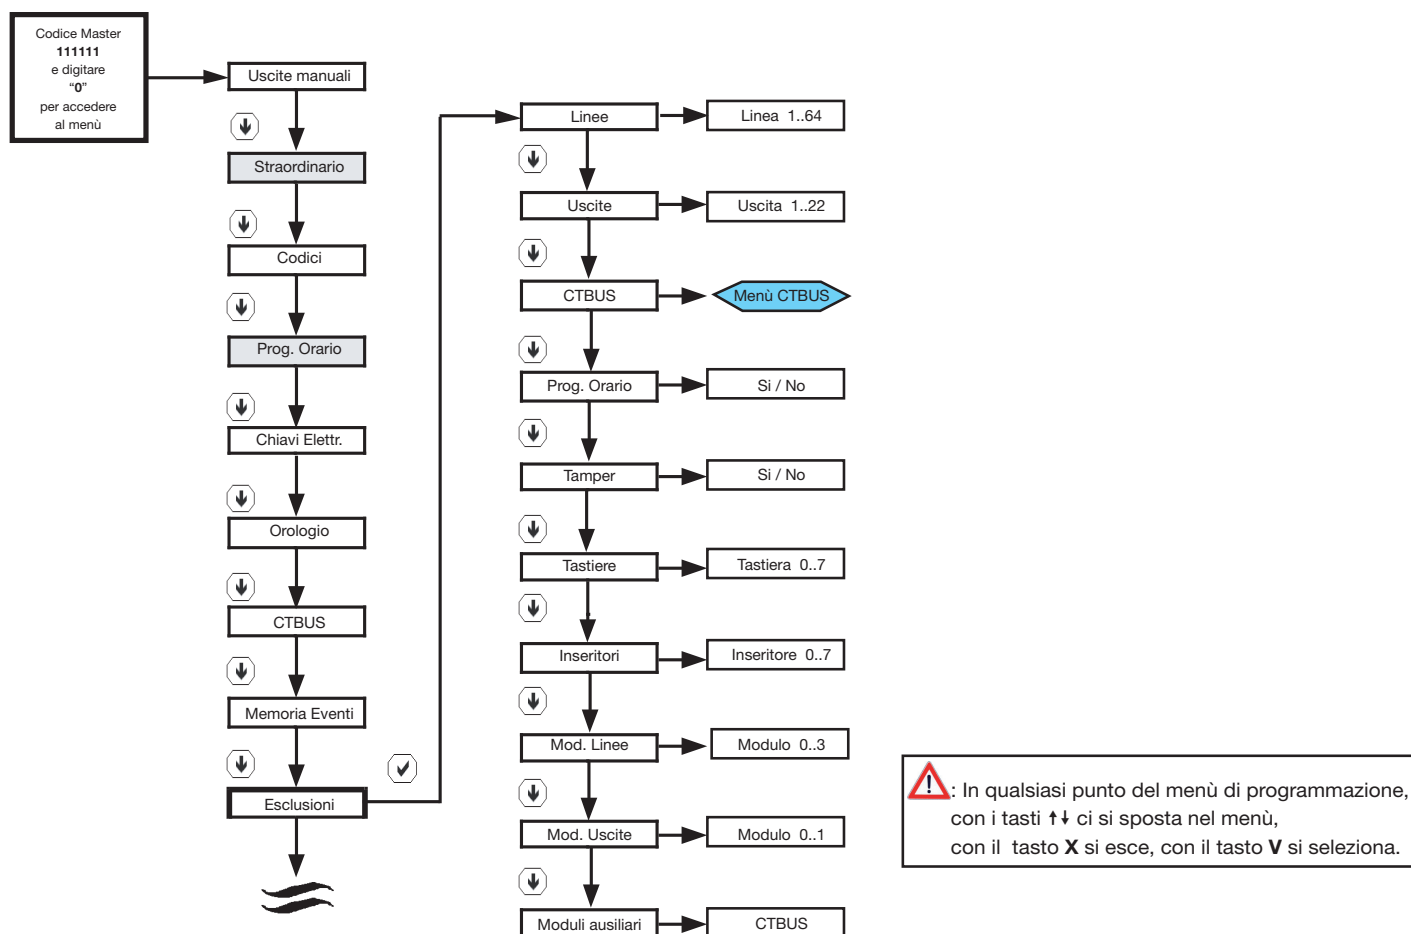 Codice Master
111111
e digitare
“0”
per accedere
al menù
Uscite manuali
Straordinario
Codici
Prog. Orario
Chiavi Elettr.
Orologio
CTBUS
Memoria Eventi
Esclusioni
Linee
Linea 1..64
Uscite
Uscita 1..22
CTBUS
Menù CTBUS
Prog. Orario
Si / No
Tamper
Si / No
Tastiere
Tastiera 0..7
Inseritori
Inseritore 0..7
Mod. Linee
Modulo 0..3
Mod. Uscite
Modulo 0..1
Moduli ausiliari
CTBUS
: In qualsiasi punto del menù di programmazione,
con i tasti ↑↓ ci si sposta nel menù,
con il tasto X si esce, con il tasto V si seleziona.